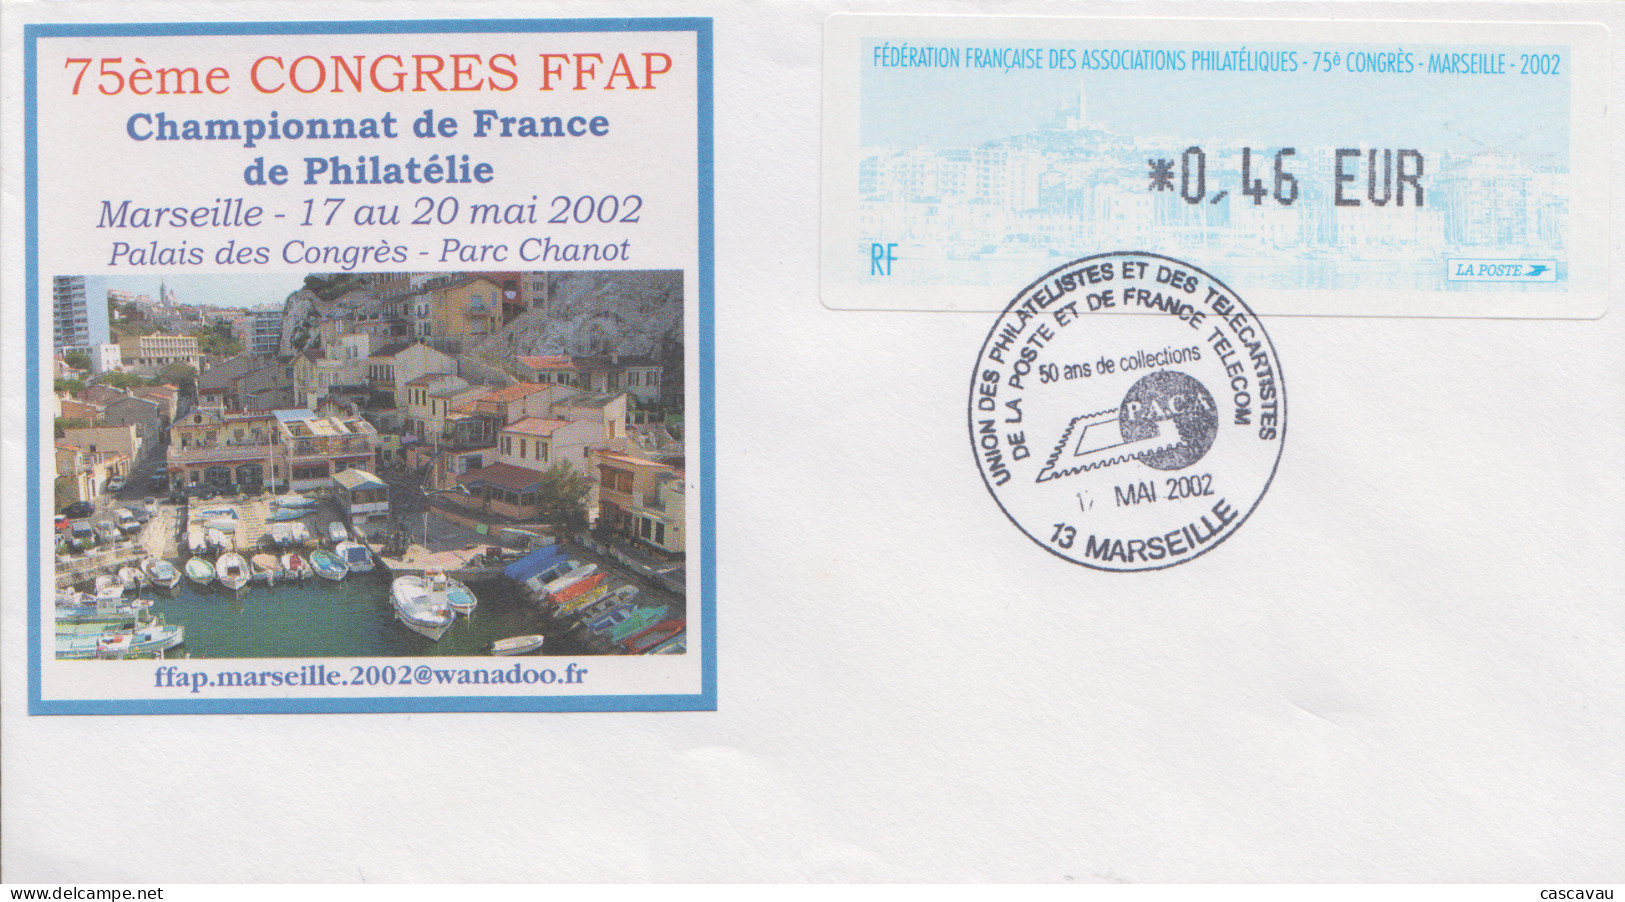 75ème CONGRES FFAP
Championnat de France
de Philatélie
Marseille - 17 au 20 mai 2002
Palais des Congrès - Parc Chanot
ffap.marseille.2002@wanadoo.fr
FÉDÉRATION FRANÇAISE DES ASSOCIATIONS PHILATÉLIQUES - 75è CONGRÈS - MARSEILLE - 2002
*0,46 EUR
RF
LA POSTE
UNION DES PHILATELISTES ET DES TELECARTISTES
DE LA POSTE ET DE FRANCE TELECOM
50 ans de collections
PACA
MAI 2002
13 MARSEILLE
www.delcampe.net
cascavau